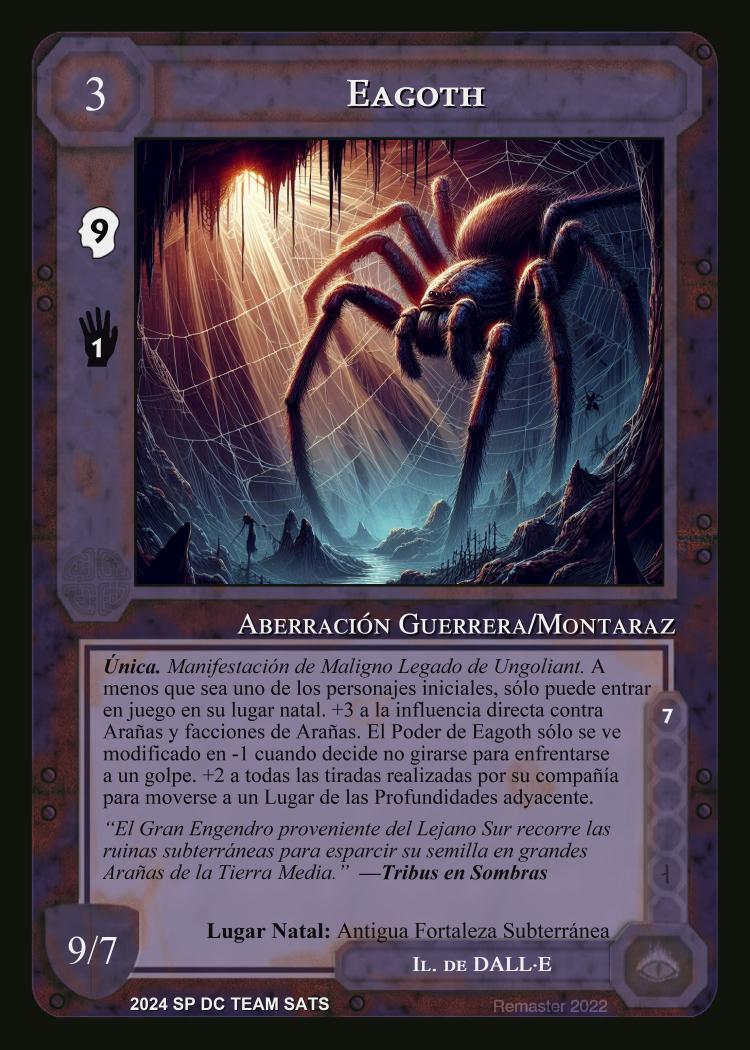 3
Eagoth
9
1
Aberración Guerrera/Montaraz
Única. Manifestación de Maligno Legado de Ungoliant. A
menos que sea uno de los personajes iniciales, sólo puede entrar
en juego en su lugar natal. +3 a la influencia directa contra
Arañas y facciones de Arañas. El Poder de Eagoth sólo se ve
modificado en -1 cuando decide no girarse para enfrentarse
a un golpe. +2 a todas las tiradas realizadas por su compañía
para moverse a un Lugar de las Profundidades adyacente.
7
“El Gran Engendro proveniente del Lejano Sur recorre las
ruinas subterráneas para esparcir su semilla en grandes
Arañas de la Tierra Media.” —Tribus en Sombras
Lugar Natal: Antigua Fortaleza Subterránea
9/7
Il. de DALL·E
2024 SP DC TEAM SATS
Remaster 2022